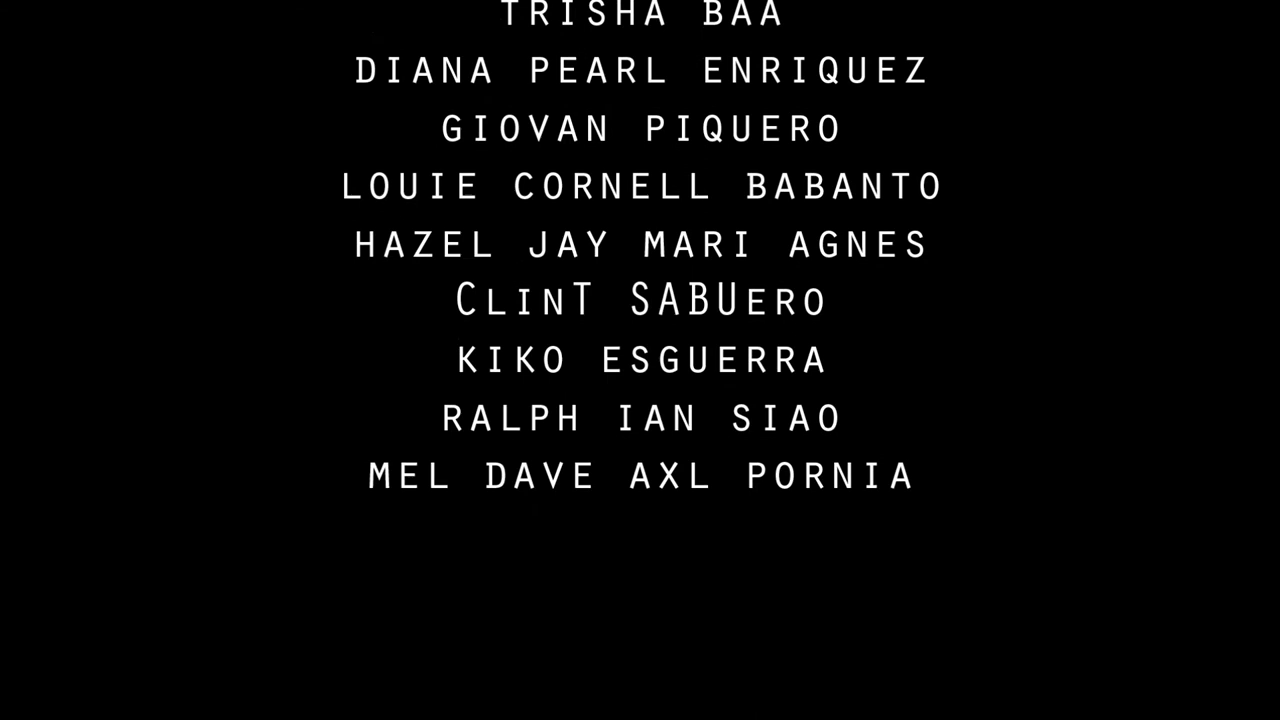 TRISHA BAA
DIANA PEARL ENRIQUEZ
GIOVAN PIQUERO
LOUIE CORNELL BABANTO
HAZEL JAY MARI AGNES
CLINT SABUERO
KIKO ESGUERRA
RALPH IAN SIAO
MEL DAVE AXL PORNIA